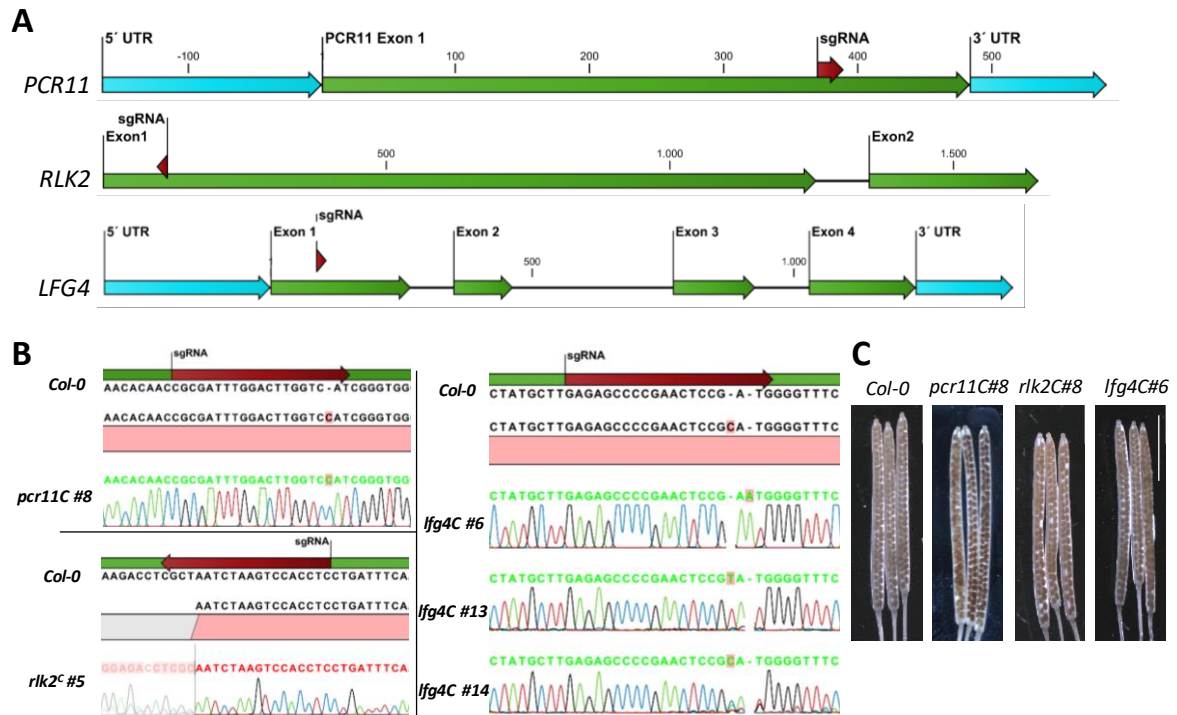 A
5´ UTR
PCR11 Exon 1
sgRNA
3´ UTR
-100
100
200
300
400
500
PCR11
sgRNA
Exon1
Exon2
500
1.000
1.500
RLK2
sgRNA
5´ UTR
Exon 1
Exon 2
Exon 3
Exon 4
3´ UTR
1
500
1.000
LFG4
B
sgRNA
Col-0
AACACAACCGCGATTTGGACTTGGTC-ATCGGGTGG
AACACAACCGCGATTTGGACTTGGTCCATCGGGTGG
AACACAACCGCGATTTGGACTTGGTCCATCGGGTGG
pcr11C #8
sgRNA
Col-0
AAGACCTCGCTAATCTAAGTCCACCTCCTGATTTCA
AATCTAAGTCCACCTCCTGATTTCA
GGAGACCTCGCAATCTAAGTCCACCTCCTGATTTCA
rlk2C #5
sgRNA
Col-0
CTATGCTTGAGAGCCCCGAACTCCG-A-TGGGGTTTC
CTATGCTTGAGAGCCCCGAACTCCGCA-TGGGGTTTC
CTATGCTTGAGAGCCCCGAACTCCG-AATGGGGTTTC
lfg4C #6
CTATGCTTGAGAGCCCCGAACTCCGTA-TGGGGTTTC
lfg4C #13
CTATGCTTGAGAGCCCCGAACTCCGCA-TGGGGTTTC
lfg4C #14
C
Col-0 pcr11C#8 rlk2C#8 lfg4C#6